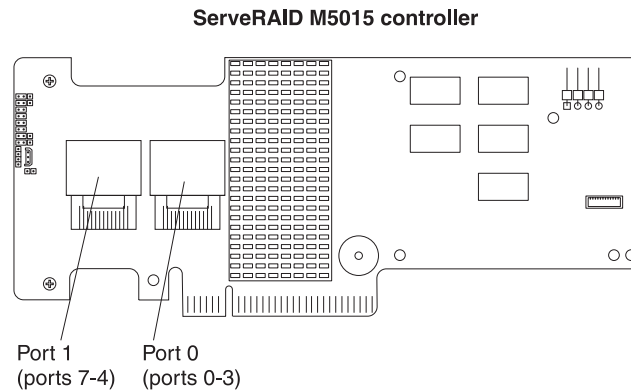 ServeRAID M5015 controller
Port 1
(ports 7-4)
Port 0
(ports 0-3)